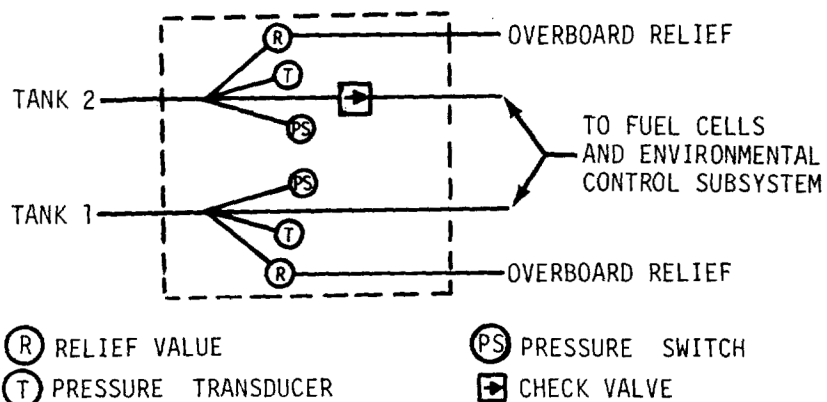 R
OVERBOARD RELIEF
T
TANK 2
PS
TO FUEL CELLS
AND ENVIRONMENTAL
CONTROL SUBSYSTEM
PS
TANK 1
T
R
OVERBOARD RELIEF
R RELIEF VALUE
PS PRESSURE SWITCH
T PRESSURE TRANSDUCER
CHECK VALVE